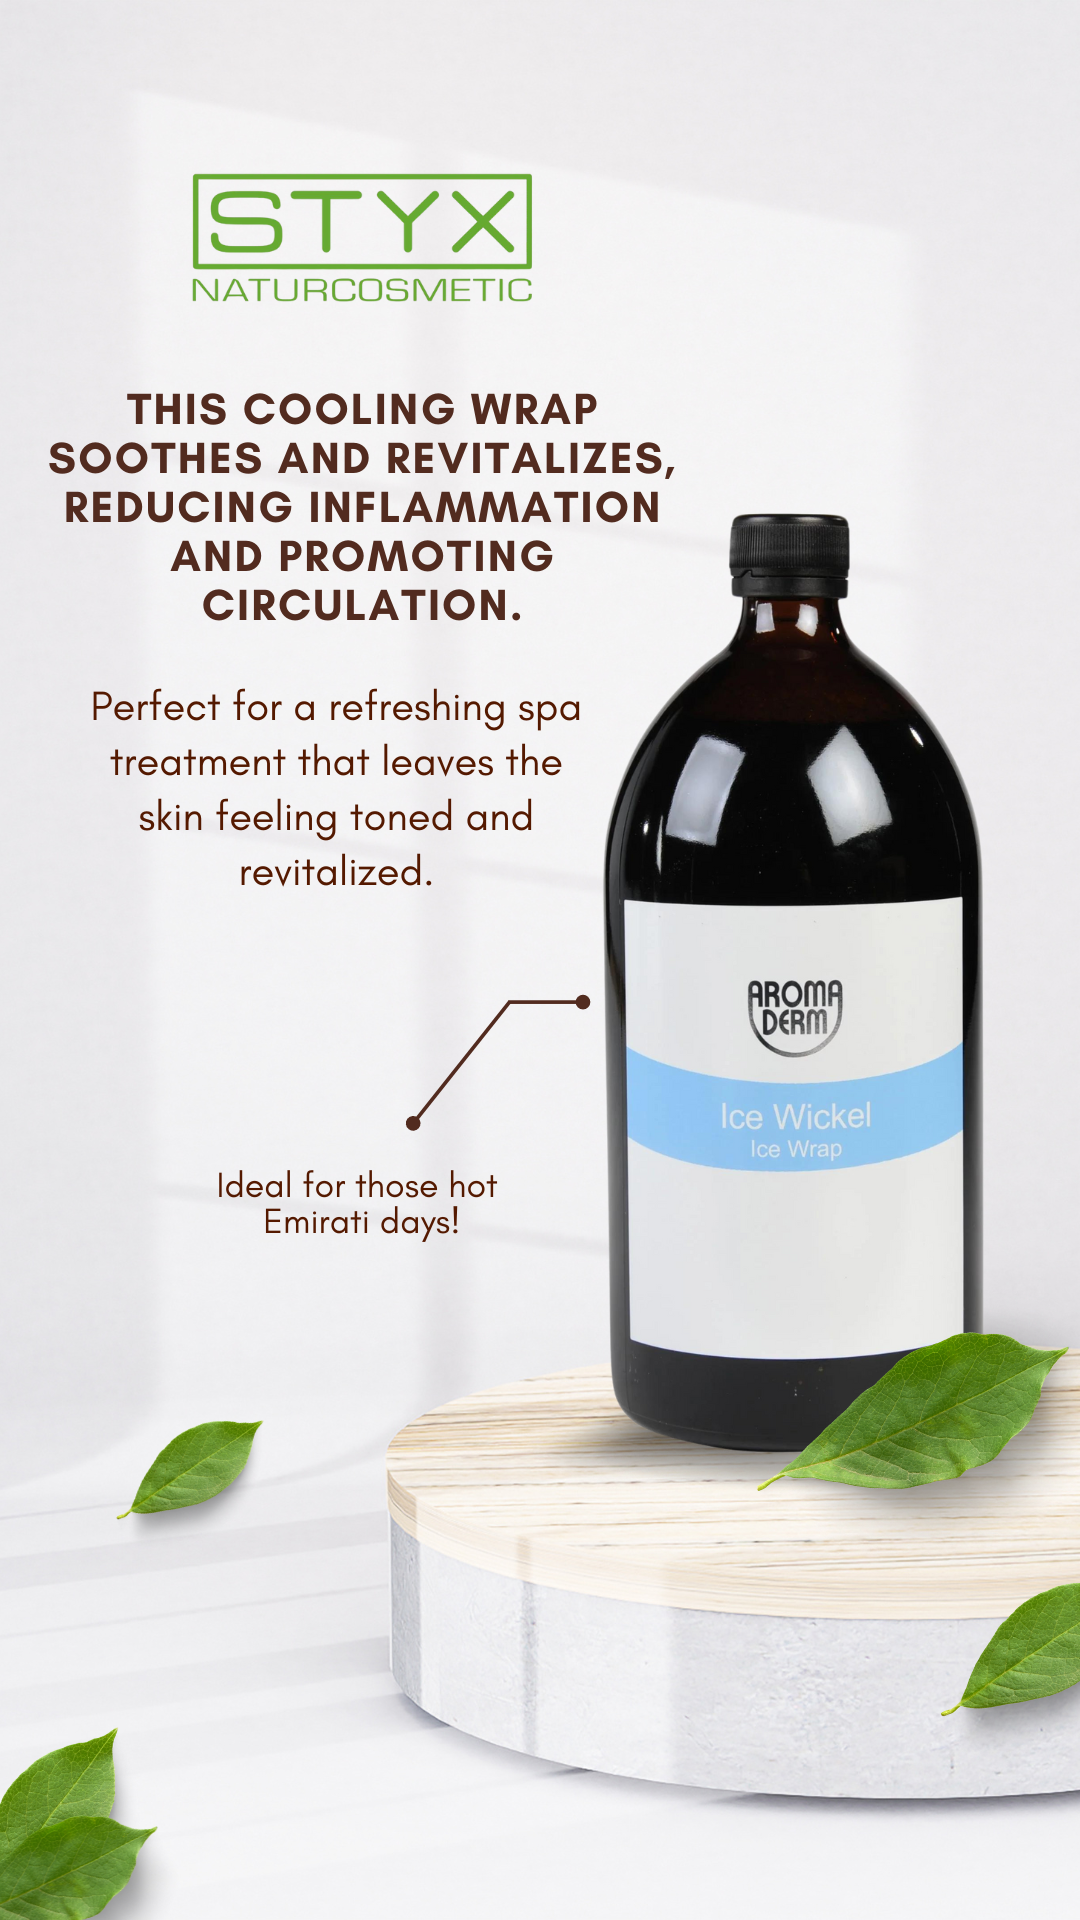 STYX
NATURCOSMETIC
THIS COOLING WRAP
SOOTHES AND REVITALIZES,
REDUCING INFLAMMATION
AND PROMOTING
CIRCULATION.
Perfect for a refreshing spa
treatment that leaves the
skin feeling toned and
revitalized.
AROMA
DERM
Ice Wickel
Ice Wrap
Ideal for those hot
Emirati days!